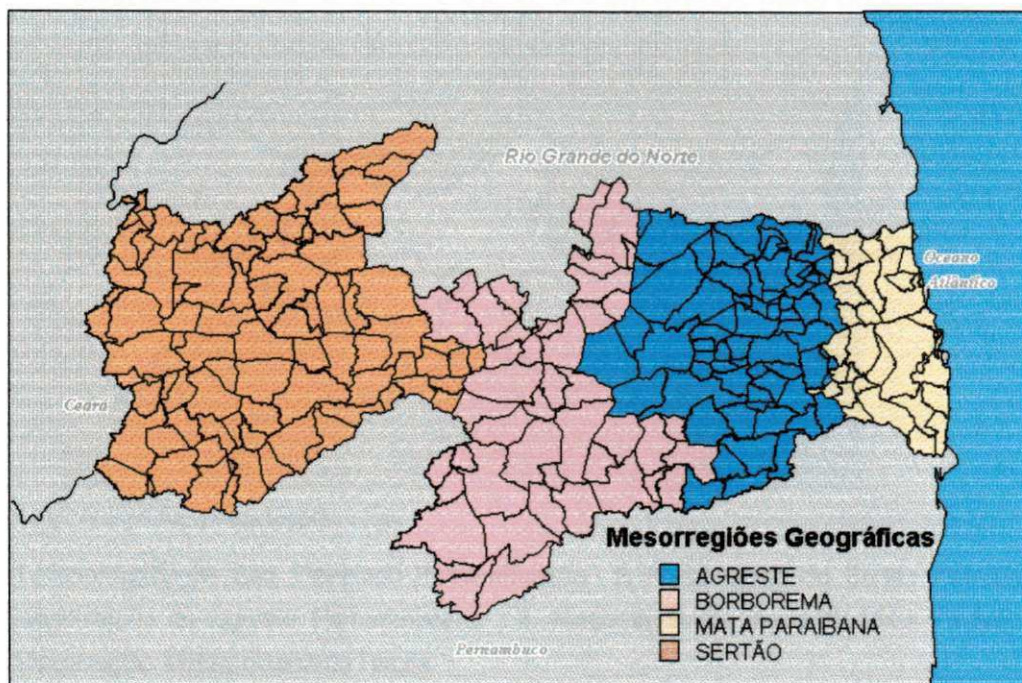 Rio Grande do Norte
Oceano
Atlântico
Ceará
Mesorregiões Geográficas
AGRESTE
BORBOREMA
MATA PARAIBANA
SERTÃO
Pernambuco